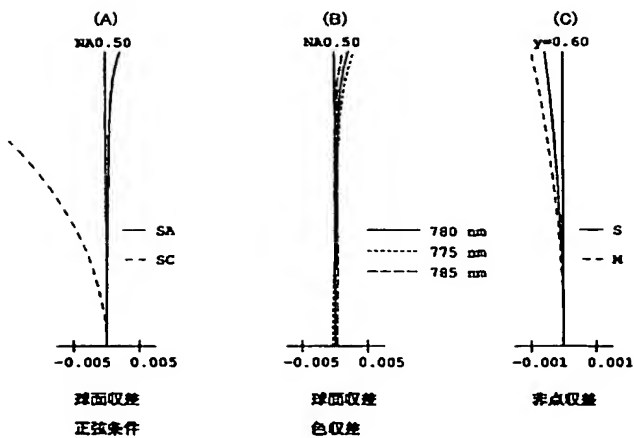 (A)
NA0.50
SA
SC
-0.005 0.005
球面収差
正弦条件
(B)
NA0.50
780 nm
775 nm
785 nm
-0.005 0.005
球面収差
色収差
(C)
y=0.60
S
M
-0.001 0.001
非点収差